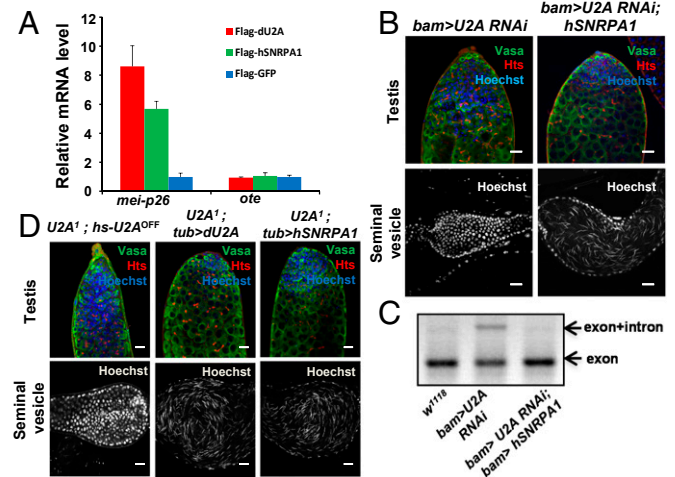 A
Relative mRNA level
14
12
10
8
6
4
2
0
Flag-dU2A
Flag-hSNRPA1
Flag-GFP
mei-p26
ote
B
bam>U2A RNAi
bam>U2A RNAi;
hSNRPA1
Testis
Vasa
Hts
Hoechst
Vasa
Hts
Hoechst
Seminal
vesicle
Hoechst
Hoechst
C
exon+intron
exon
w1118
bam>U2A
RNAi
bam> U2A RNAi;
bam> hSNRPA1
D
U2A1 ; hs-U2AOFF
U2A1 ;
tub>dU2A
U2A1 ;
tub>hSNRPA1
Testis
Vasa
Hts
Hoechst
Vasa
Hts
Hoechst
Vasa
Hts
Hoechst
Seminal
vesicle
Hoechst
Hoechst
Hoechst